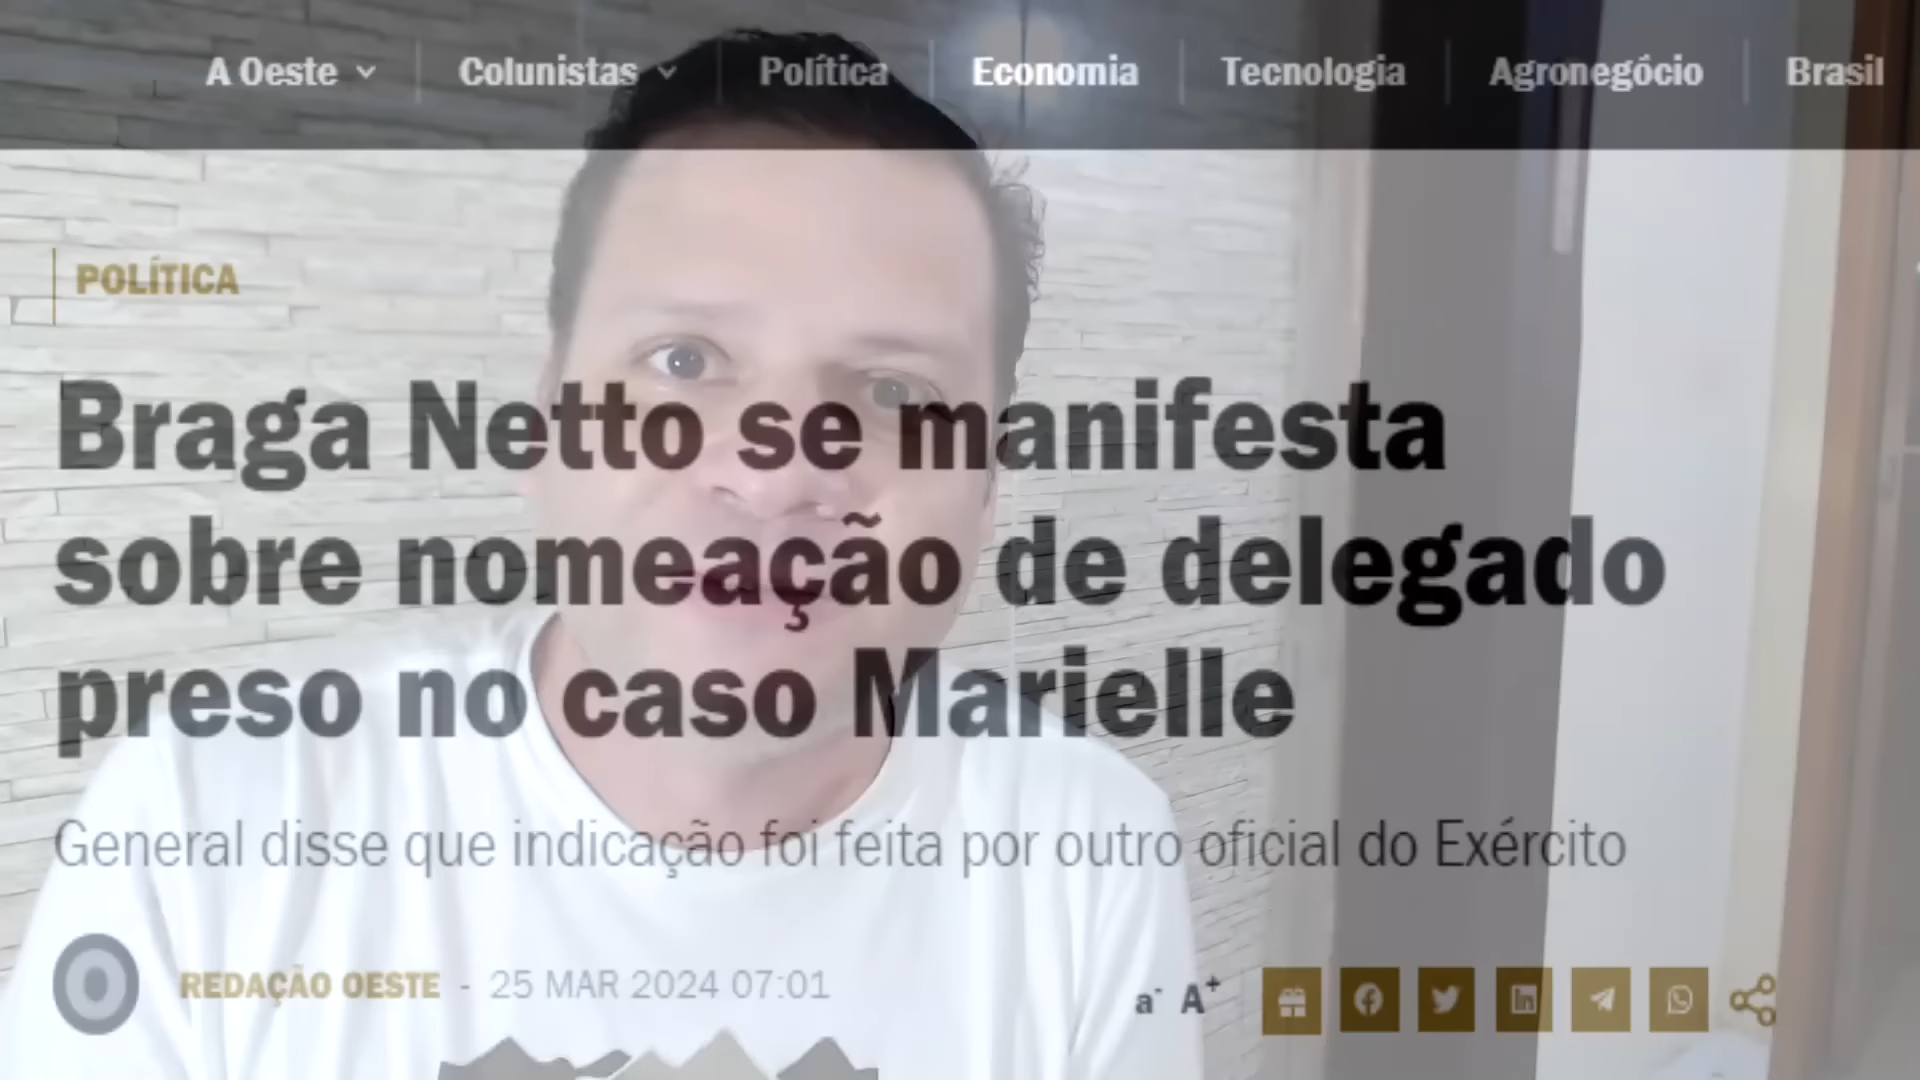 A Oeste Colunistas Política Economia Tecnologia Agronegócio Brasil
POLÍTICA
Braga Netto se manifesta
sobre nomeação de delegado
preso no caso Marielle
General disse que indicação foi feita por outro oficial do Exército
REDAÇÃO OESTE - 25 MAR 2024 07:01
a- A+